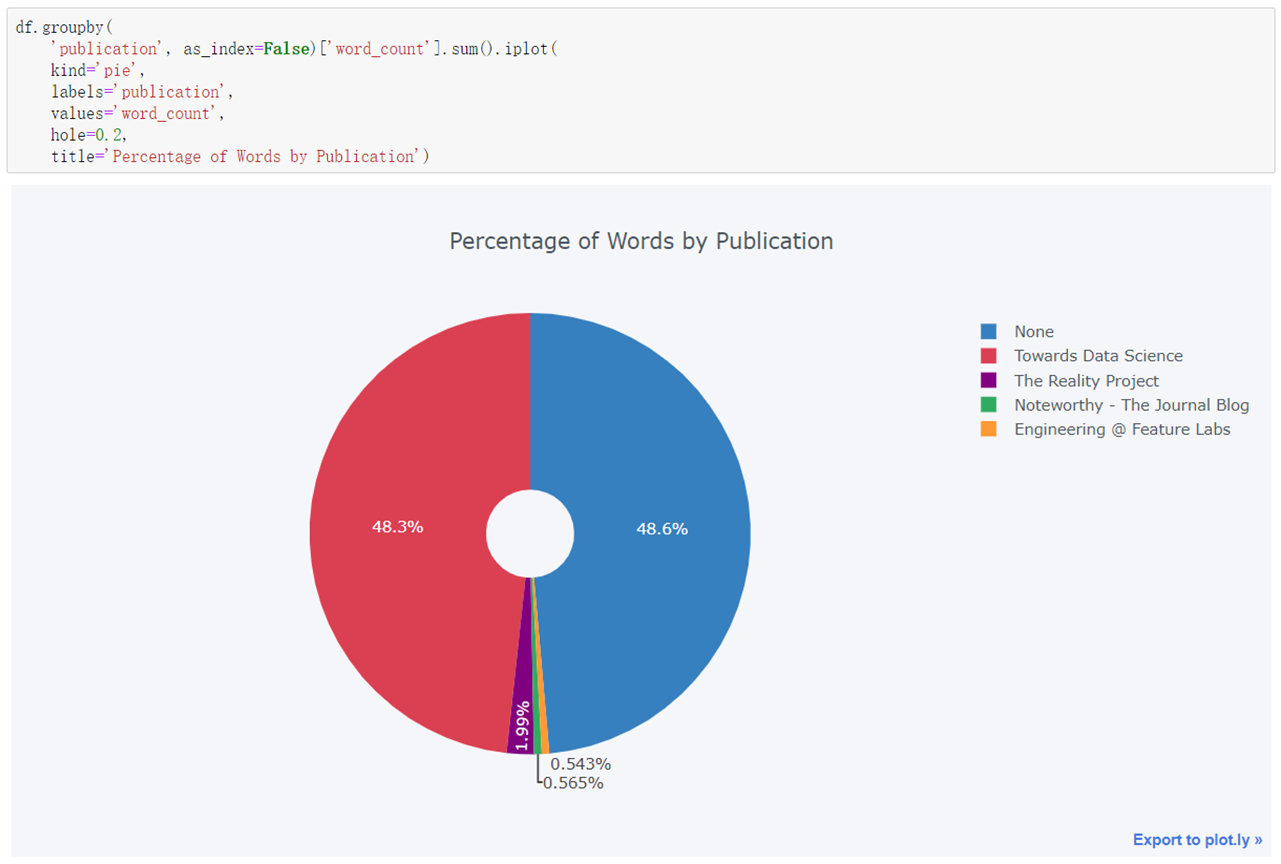 df.groupby(
    'publication', as_index=False)['word_count'].sum().iplot(
    kind='pie',
    labels='publication',
    values='word_count',
    hole=0.2,
    title='Percentage of Words by Publication')
Percentage of Words by Publication
None
Towards Data Science
The Reality Project
Noteworthy - The Journal Blog
Engineering @ Feature Labs
48.3%
48.6%
1.99%
0.543%
0.565%
Export to plot.ly »